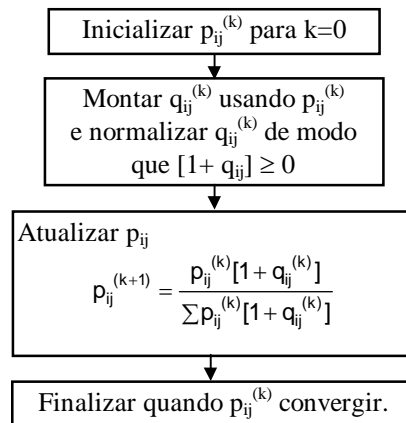 Inicializar p_ij^(k) para k=0
Montar q_ij^(k) usando p_ij^(k)
e normalizar q_ij^(k) de modo
que [1+ q_ij] ≥ 0
Atualizar p_ij
p_ij^(k+1) = p_ij^(k)[1+ q_ij^(k)] / ∑p_ij^(k)[1+ q_ij^(k)]
Finalizar quando p_ij^(k) convergir.